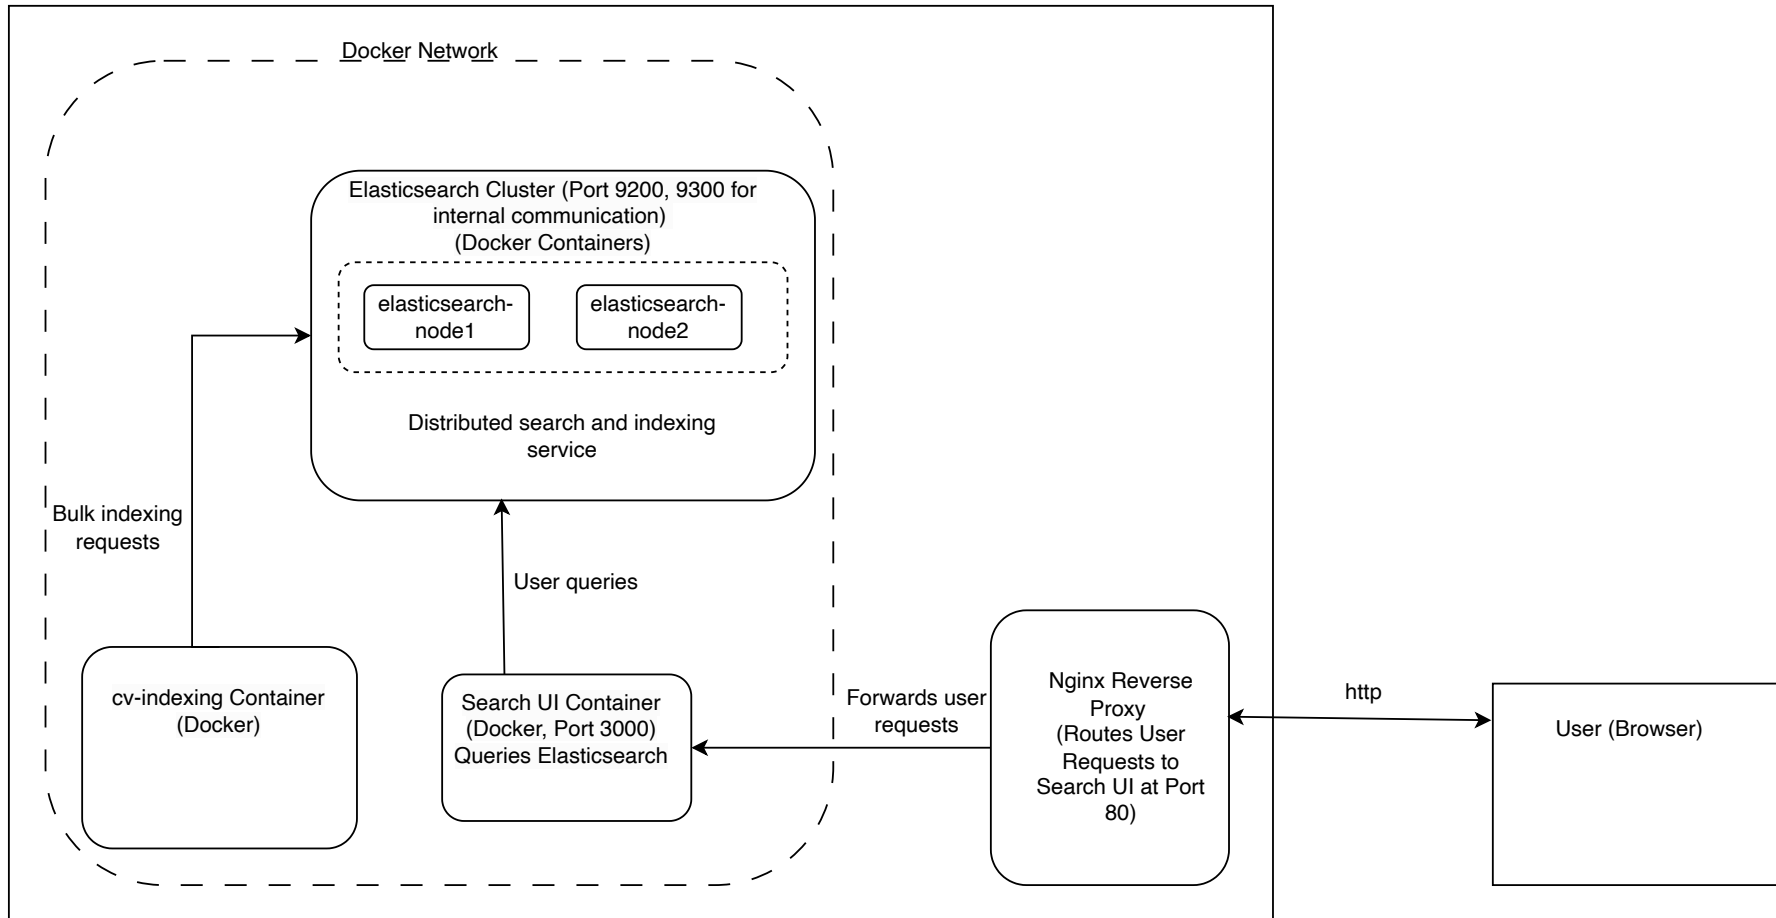 Docker Network
Elasticsearch Cluster (Port 9200, 9300 for
internal communication)
(Docker Containers)
elasticsearch-
node1
elasticsearch-
node2
Distributed search and indexing
service
Bulk indexing
requests
User queries
cv-indexing Container
(Docker)
Search UI Container
(Docker, Port 3000)
Queries Elasticsearch
Forwards user
requests
Nginx Reverse
Proxy
(Routes User
Requests to
Search UI at Port
80)
http
User (Browser)